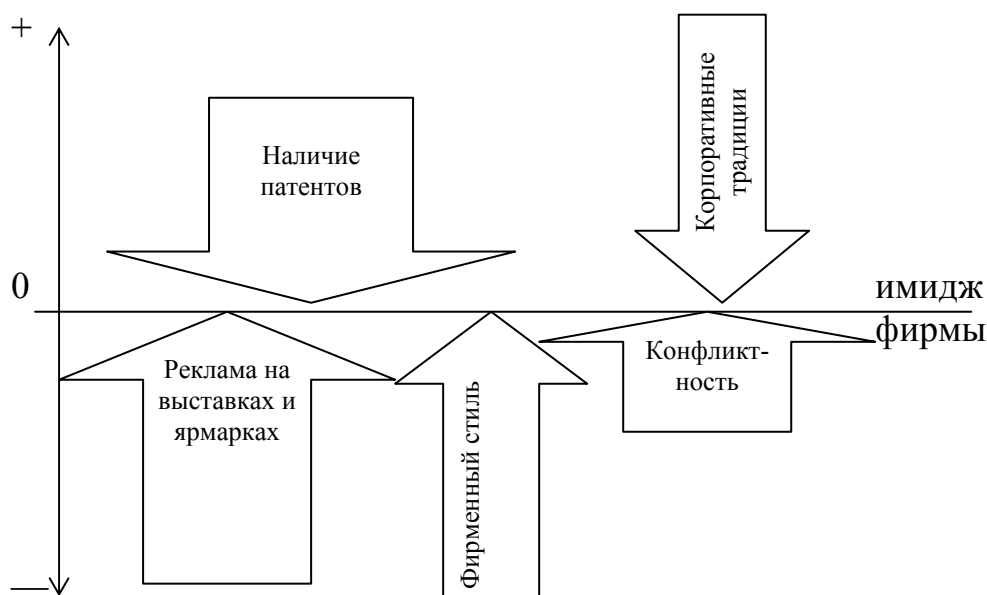 +
Наличие
патентов
Корпоративные
традиции
0
имидж
фирмы
Реклама на
выставках и
ярмарках
Фирменный стиль
Конфликт-
ность
—